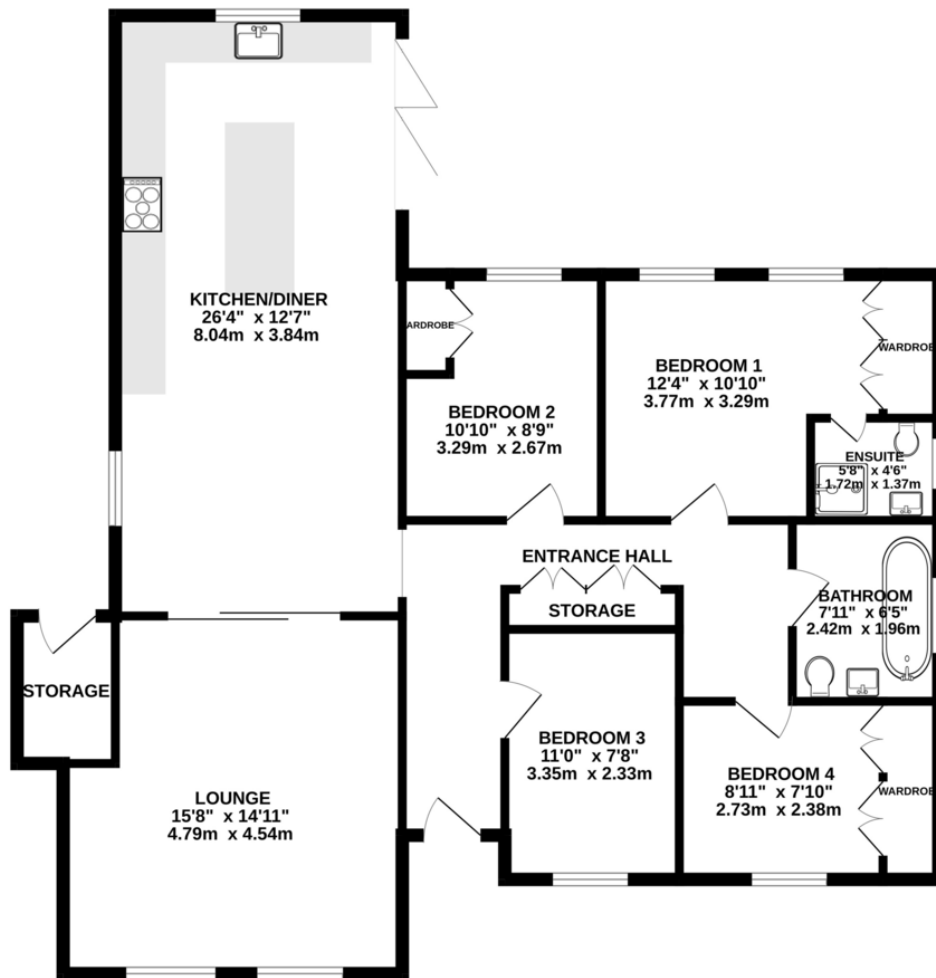 KITCHEN/DINER
26'4" x 12'7"
8.04m x 3.84m
ARDROBE
BEDROOM 2
10'10" x 8'9"
3.29m x 2.67m
BEDROOM 1
12'4" x 10'10"
3.77m x 3.29m
WARDROBE
ENSUITE
5'8" x 4'6"
1.72m x 1.37m
ENTRANCE HALL
STORAGE
BATHROOM
7'11" x 6'5"
2.42m x 1.96m
STORAGE
BEDROOM 3
11'0" x 7'8"
3.35m x 2.33m
BEDROOM 4
8'11" x 7'10"
2.73m x 2.38m
WARDROBE
LOUNGE
15'8" x 14'11"
4.79m x 4.54m